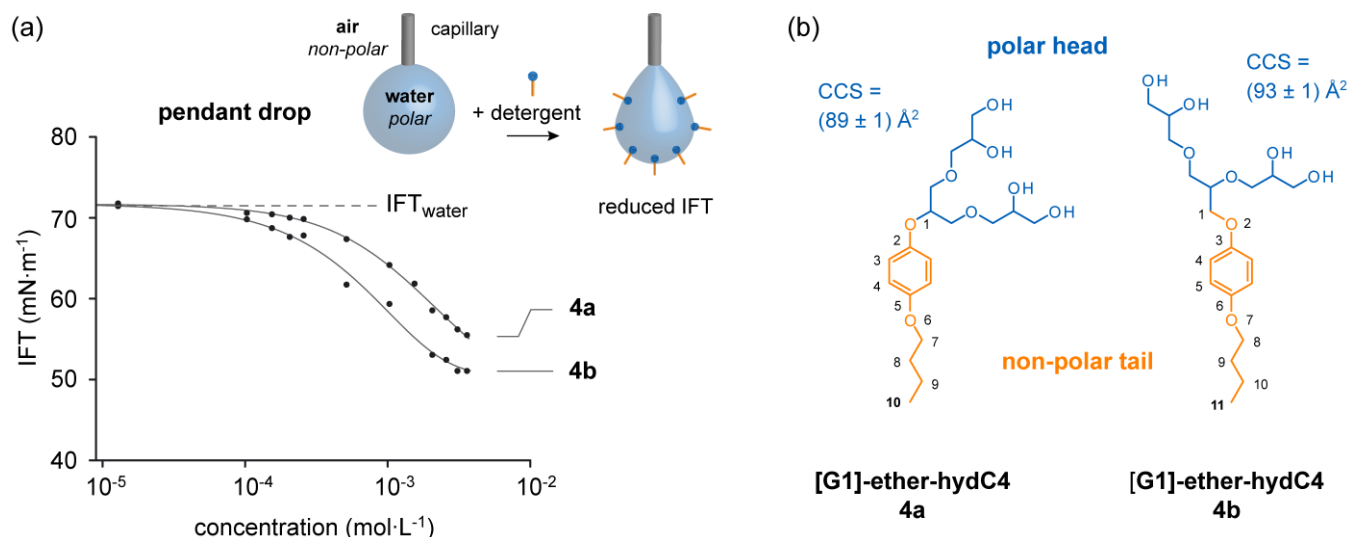 (a)
air
non-polar
capillary
pendant drop
water
polar
+ detergent
reduced IFT
80
70
60
50
40
IFT (mN·m⁻¹)
IFTwater
4a
4b
10⁻⁵
10⁻⁴
10⁻³
10⁻²
concentration (mol·L⁻¹)
(b)
polar head
CCS =
(89 ± 1) Å²
OH
OH
O
OH
O
OH
O
1
2
3
4
5
O
6
7
8
9
10
[G1]-ether-hydC4
4a
CCS =
(93 ± 1) Å²
HO
OH
O
OH
O
OH
1
O
2
3
4
5
6
O
7
8
9
10
11
non-polar tail
[G1]-ether-hydC4
4b